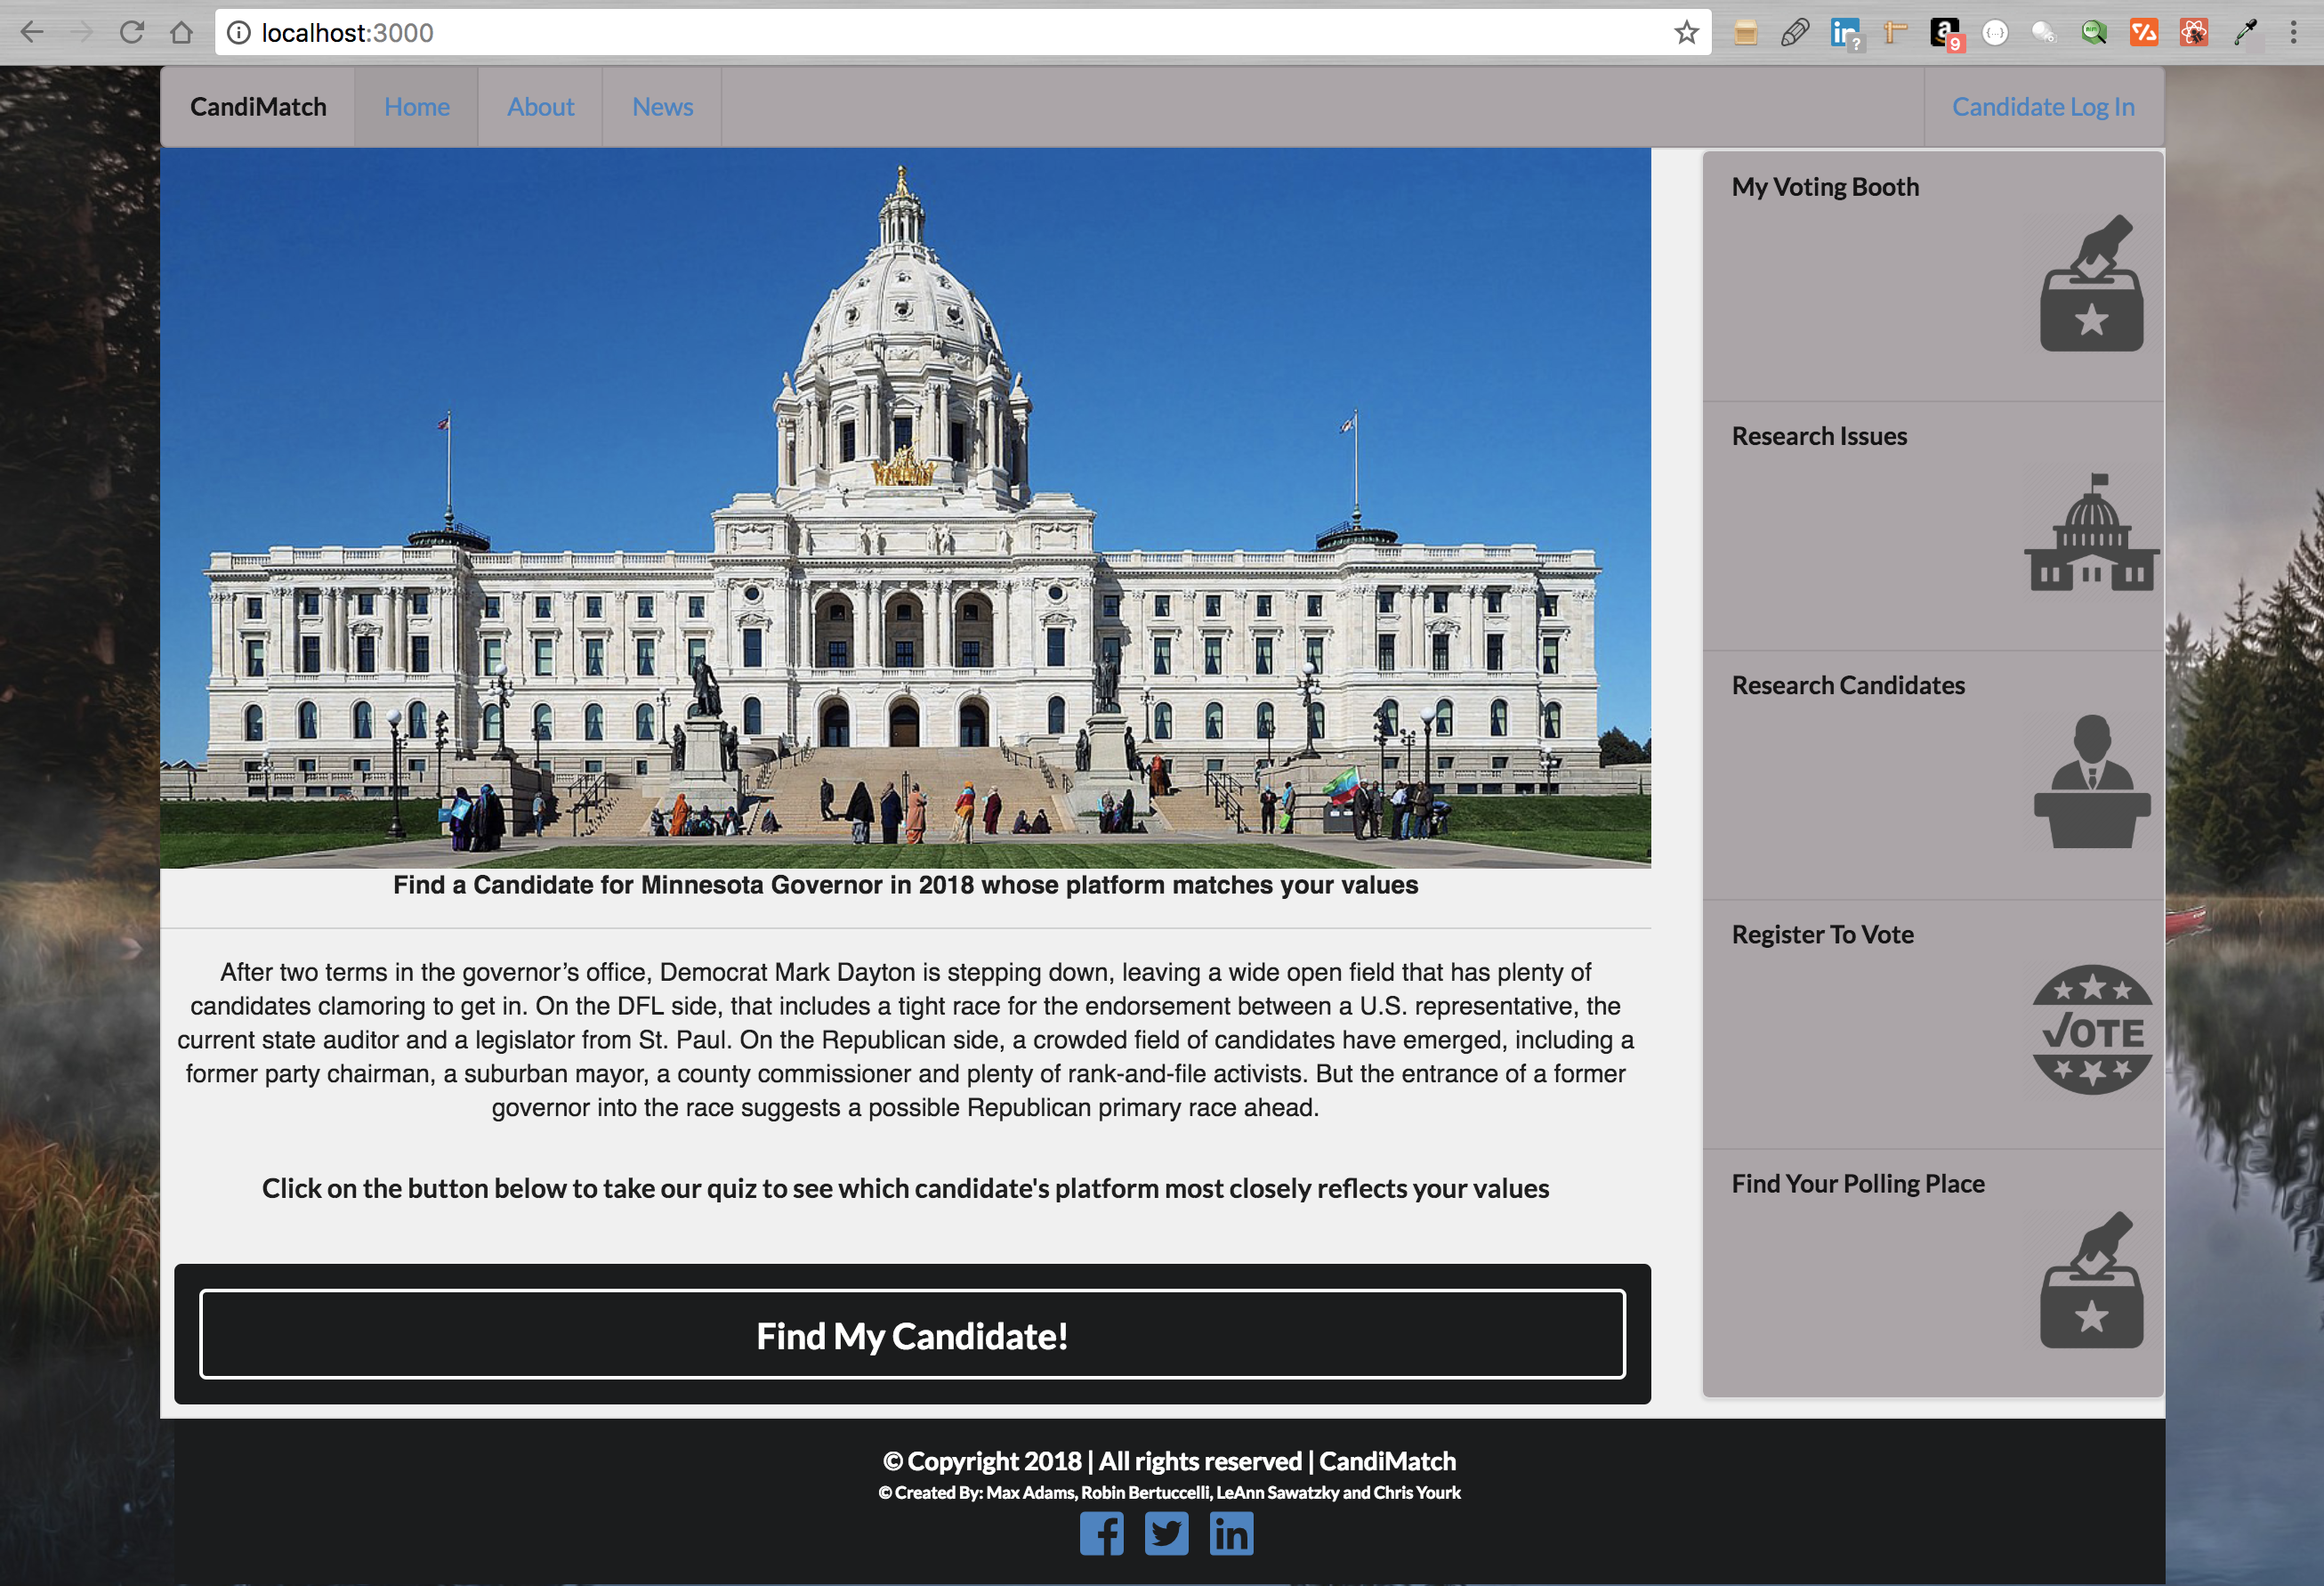 localhost:3000
9
?
CandiMatch
Home
About
News
Candidate Log In
Find a Candidate for Minnesota Governor in 2018 whose platform matches your values
After two terms in the governor’s office, Democrat Mark Dayton is stepping down, leaving a wide open field that has plenty of
candidates clamoring to get in. On the DFL side, that includes a tight race for the endorsement between a U.S. representative, the
current state auditor and a legislator from St. Paul. On the Republican side, a crowded field of candidates have emerged, including a
former party chairman, a suburban mayor, a county commissioner and plenty of rank-and-file activists. But the entrance of a former
governor into the race suggests a possible Republican primary race ahead.
Click on the button below to take our quiz to see which candidate's platform most closely reflects your values
Find My Candidate!
My Voting Booth
Research Issues
Research Candidates
Register To Vote
VOTE
Find Your Polling Place
© Copyright 2018 | All rights reserved | CandiMatch
© Created By: Max Adams, Robin Bertuccelli, LeAnn Sawatzky and Chris Yourk